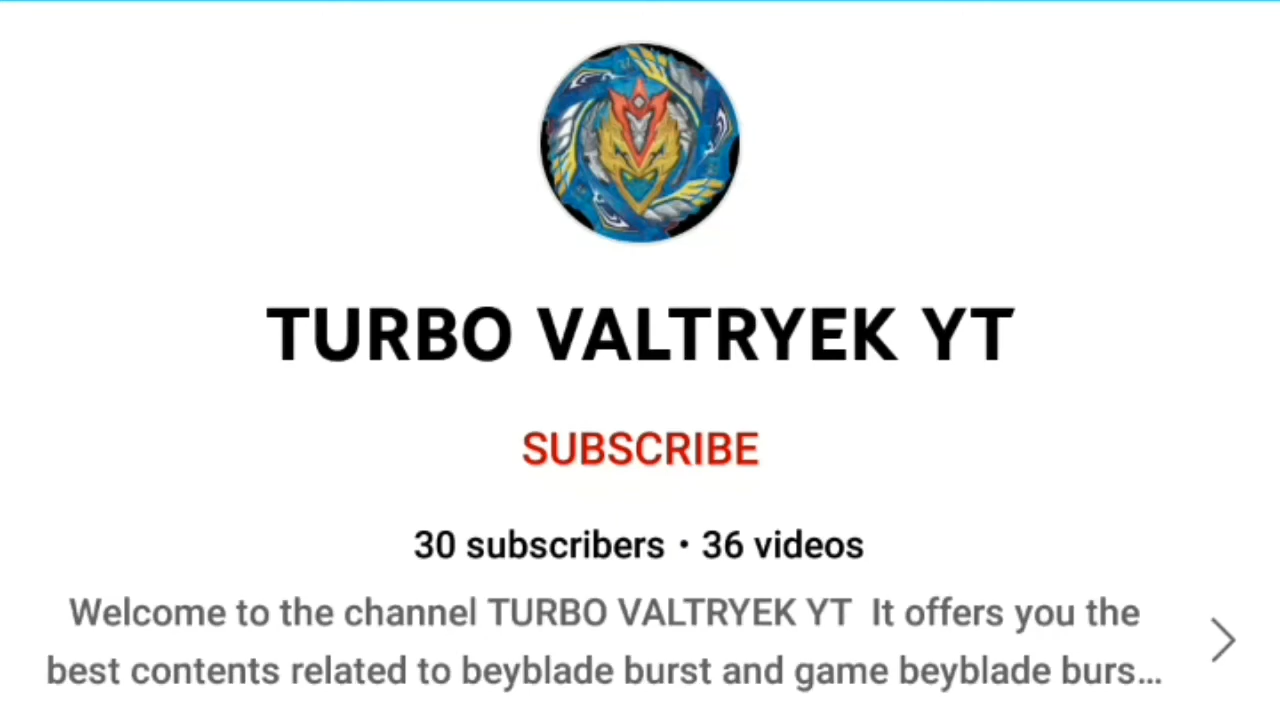 TURBO VALTRYEK YT
SUBSCRIBE
30 subscribers • 36 videos
Welcome to the channel TURBO VALTRYEK YT It offers you the
best contents related to beyblade burst and game beyblade burs...